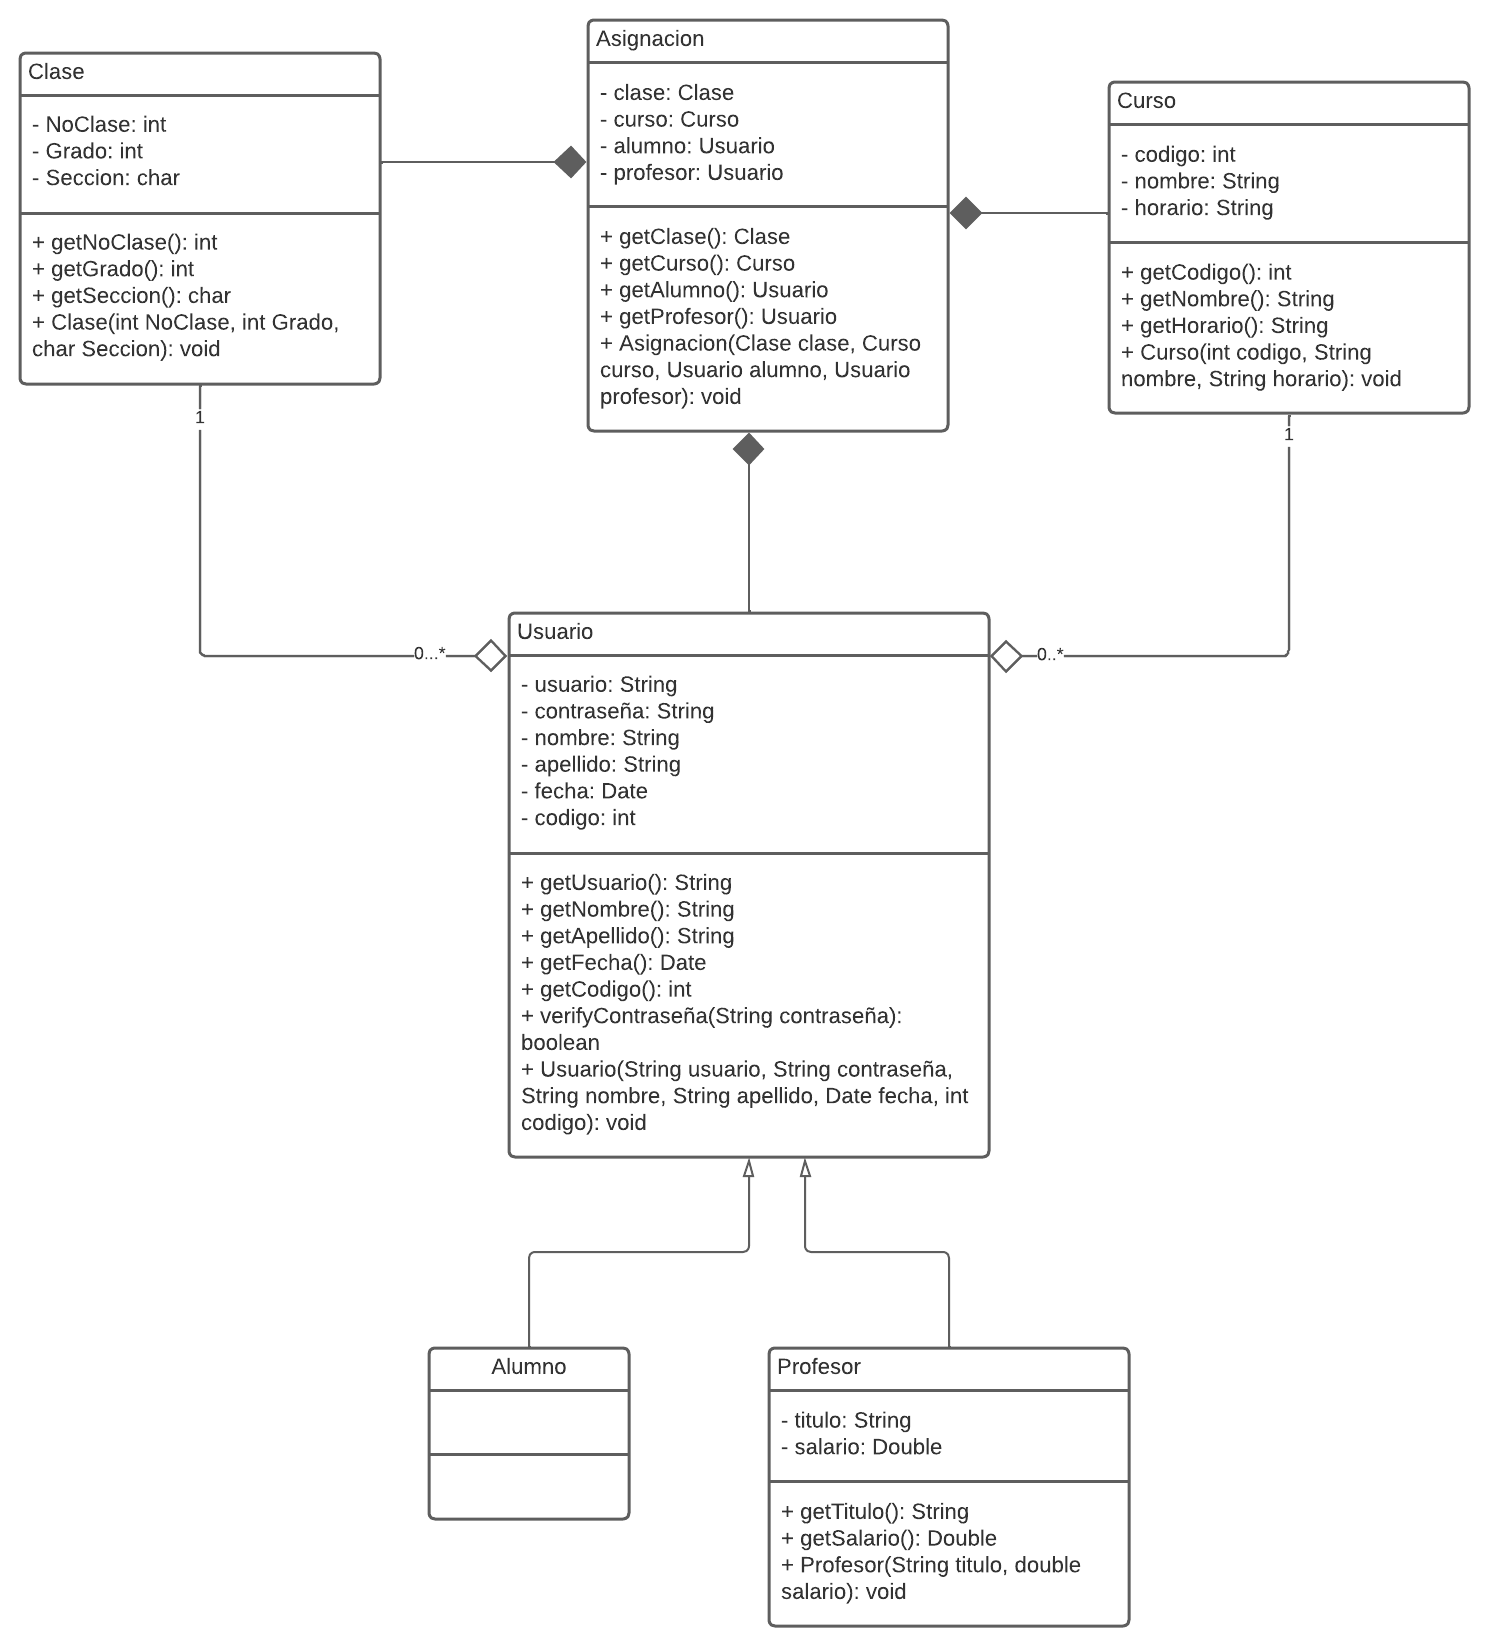 Clase
- NoClase: int
- Grado: int
- Seccion: char
+ getNoClase(): int
+ getGrado(): int
+ getSeccion(): char
+ Clase(int NoClase, int Grado,
char Seccion): void
Asignacion
- clase: Clase
- curso: Curso
- alumno: Usuario
- profesor: Usuario
+ getClase(): Clase
+ getCurso(): Curso
+ getAlumno(): Usuario
+ getProfesor(): Usuario
+ Asignacion(Clase clase, Curso
curso, Usuario alumno, Usuario
profesor): void
Curso
- codigo: int
- nombre: String
- horario: String
+ getCodigo(): int
+ getNombre(): String
+ getHorario(): String
+ Curso(int codigo, String
nombre, String horario): void
1
1
0...*
0..*
Usuario
- usuario: String
- contraseña: String
- nombre: String
- apellido: String
- fecha: Date
- codigo: int
+ getUsuario(): String
+ getNombre(): String
+ getApellido(): String
+ getFecha(): Date
+ getCodigo(): int
+ verifyContraseña(String contraseña):
boolean
+ Usuario(String usuario, String contraseña,
String nombre, String apellido, Date fecha, int
codigo): void
Alumno
Profesor
- titulo: String
- salario: Double
+ getTitulo(): String
+ getSalario(): Double
+ Profesor(String titulo, double
salario): void